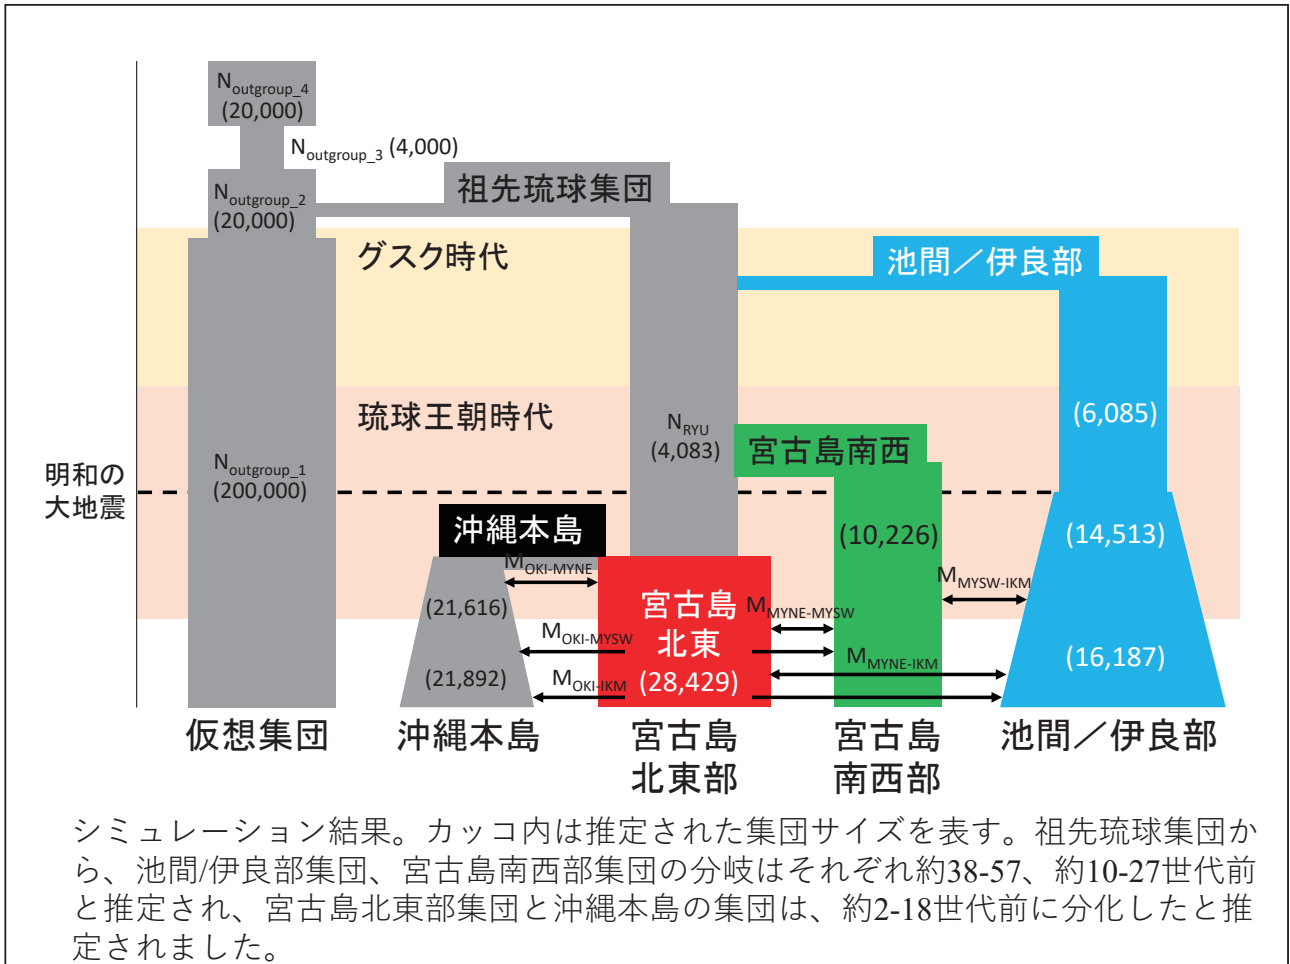 Noutgroup_4
(20,000)
Noutgroup_3 (4,000)
祖先琉球集団
Noutgroup_2
(20,000)
グスク時代
池間／伊良部
琉球王朝時代
(6,085)
NRYU
(4,083)
宮古島南西
明和の
大地震
Noutgroup_1
(200,000)
沖縄本島
(10,226)
(14,513)
MOKI-MYNE
MMYSW-IKM
(21,616)
宮古島
北東
(28,429)
MMYNE-MYSW
MOKI-MYSW
(16,187)
MMYNE-IKM
(21,892)
MOKI-IKM
仮想集団
沖縄本島
宮古島
北東部
宮古島
南西部
池間／伊良部
シミュレーション結果。カッコ内は推定された集団サイズを表す。祖先琉球集団か
ら、池間/伊良部集団、宮古島南西部集団の分岐はそれぞれ約38-57、約10-27世代前
と推定され、宮古島北東部集団と沖縄本島の集団は、約2-18世代前に分化したと推
定されました。